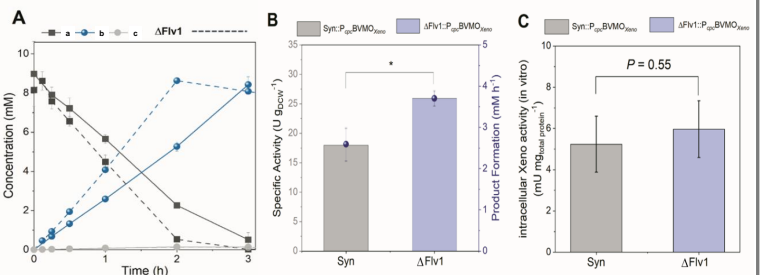 A
a b c ΔFlv1
Concentration (mM)
10
8
6
4
2
0
0 1 2 3
Time (h)
B
Syn::PcpcBVMOXeno ΔFlv1::PcpcBVMOXeno
Specific Activity (U gDCW-1)
35
30
25
20
15
10
5
0
*
Syn ΔFlv1
5
4
3
2
1
0
Product Formation (mM h-1)
C
Syn::PcpcBVMOXeno ΔFlv1::PcpcBVMOXeno
intracellular Xeno activity (in vitro)
(mU mgtotal protein-1)
10
8
6
4
2
0
P = 0.55
Syn ΔFlv1